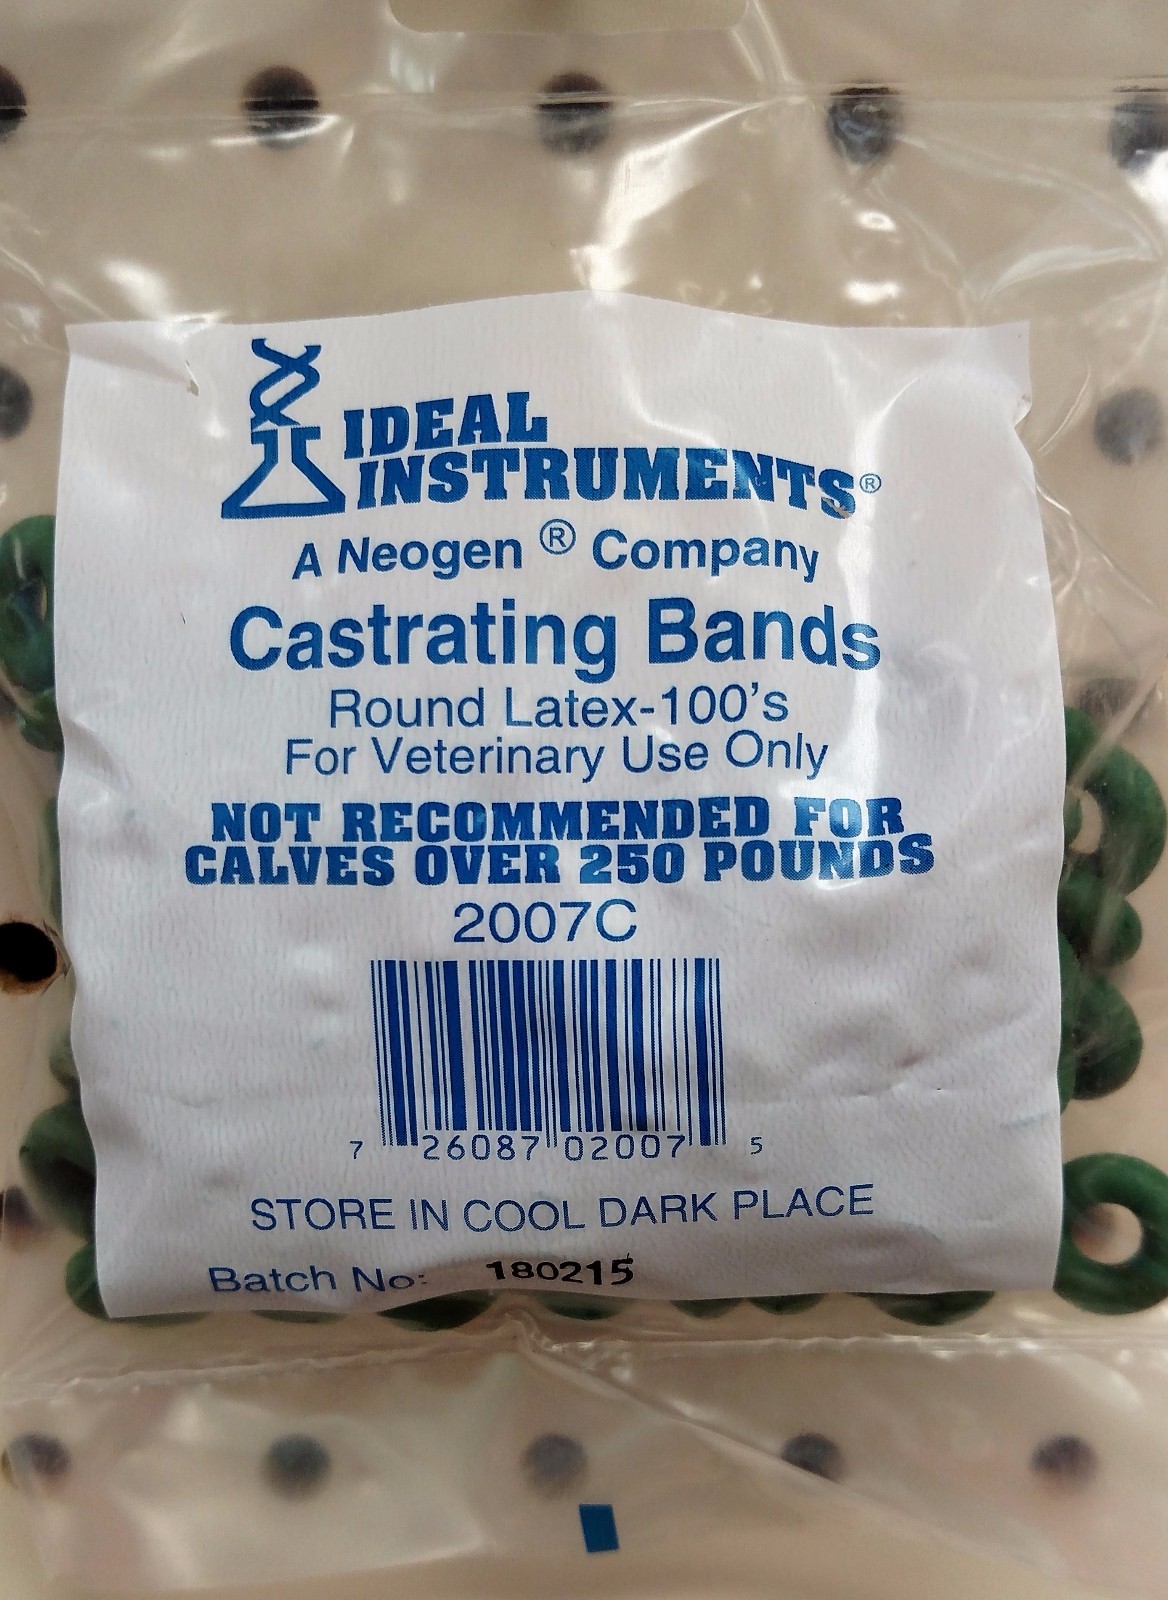 IDEAL
INSTRUMENTS®
A Neogen ® Company
Castrating Bands
Round Latex-100's
For Veterinary Use Only
NOT RECOMMENDED FOR
CALVES OVER 250 POUNDS
2007C
7 26087 02007 5
STORE IN COOL DARK PLACE
Batch No: 180215